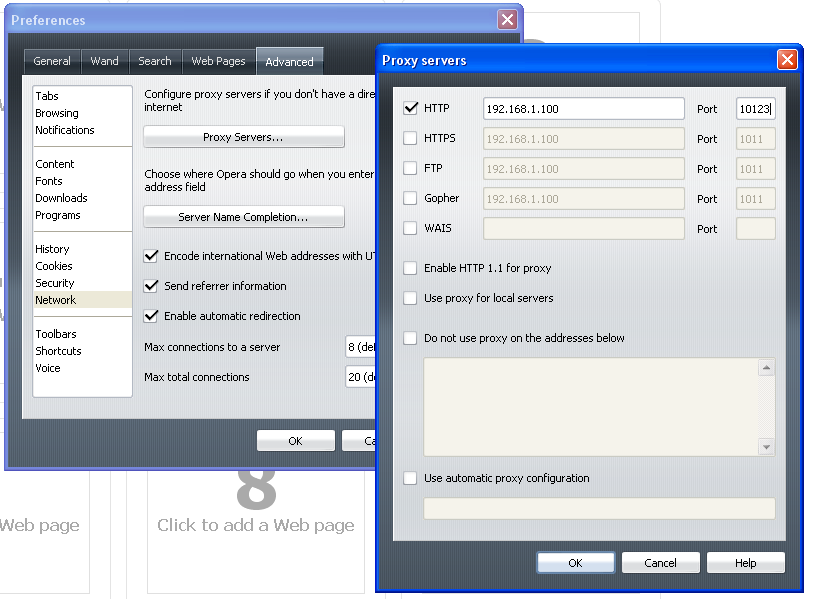 Preferences
General Wand Search Web Pages Advanced
Tabs
Browsing
Notifications
Content
Fonts
Downloads
Programs
History
Cookies
Security
Network
Toolbars
Shortcuts
Voice
Configure proxy servers if you don't have a dire
internet
Proxy Servers...
Choose where Opera should go when you enter
address field
Server Name Completion...
Encode international Web addresses with UT
Send referrer information
Enable automatic redirection
Max connections to a server 8 (de
Max total connections 20 (d
OK Ca
Web page
8
Click to add a Web page
Proxy servers
HTTP 192.168.1.100 Port 10123
HTTPS 192.168.1.100 Port 1011
FTP 192.168.1.100 Port 1011
Gopher 192.168.1.100 Port 1011
WAIS Port
Enable HTTP 1.1 for proxy
Use proxy for local servers
Do not use proxy on the addresses below
Use automatic proxy configuration
OK Cancel Help